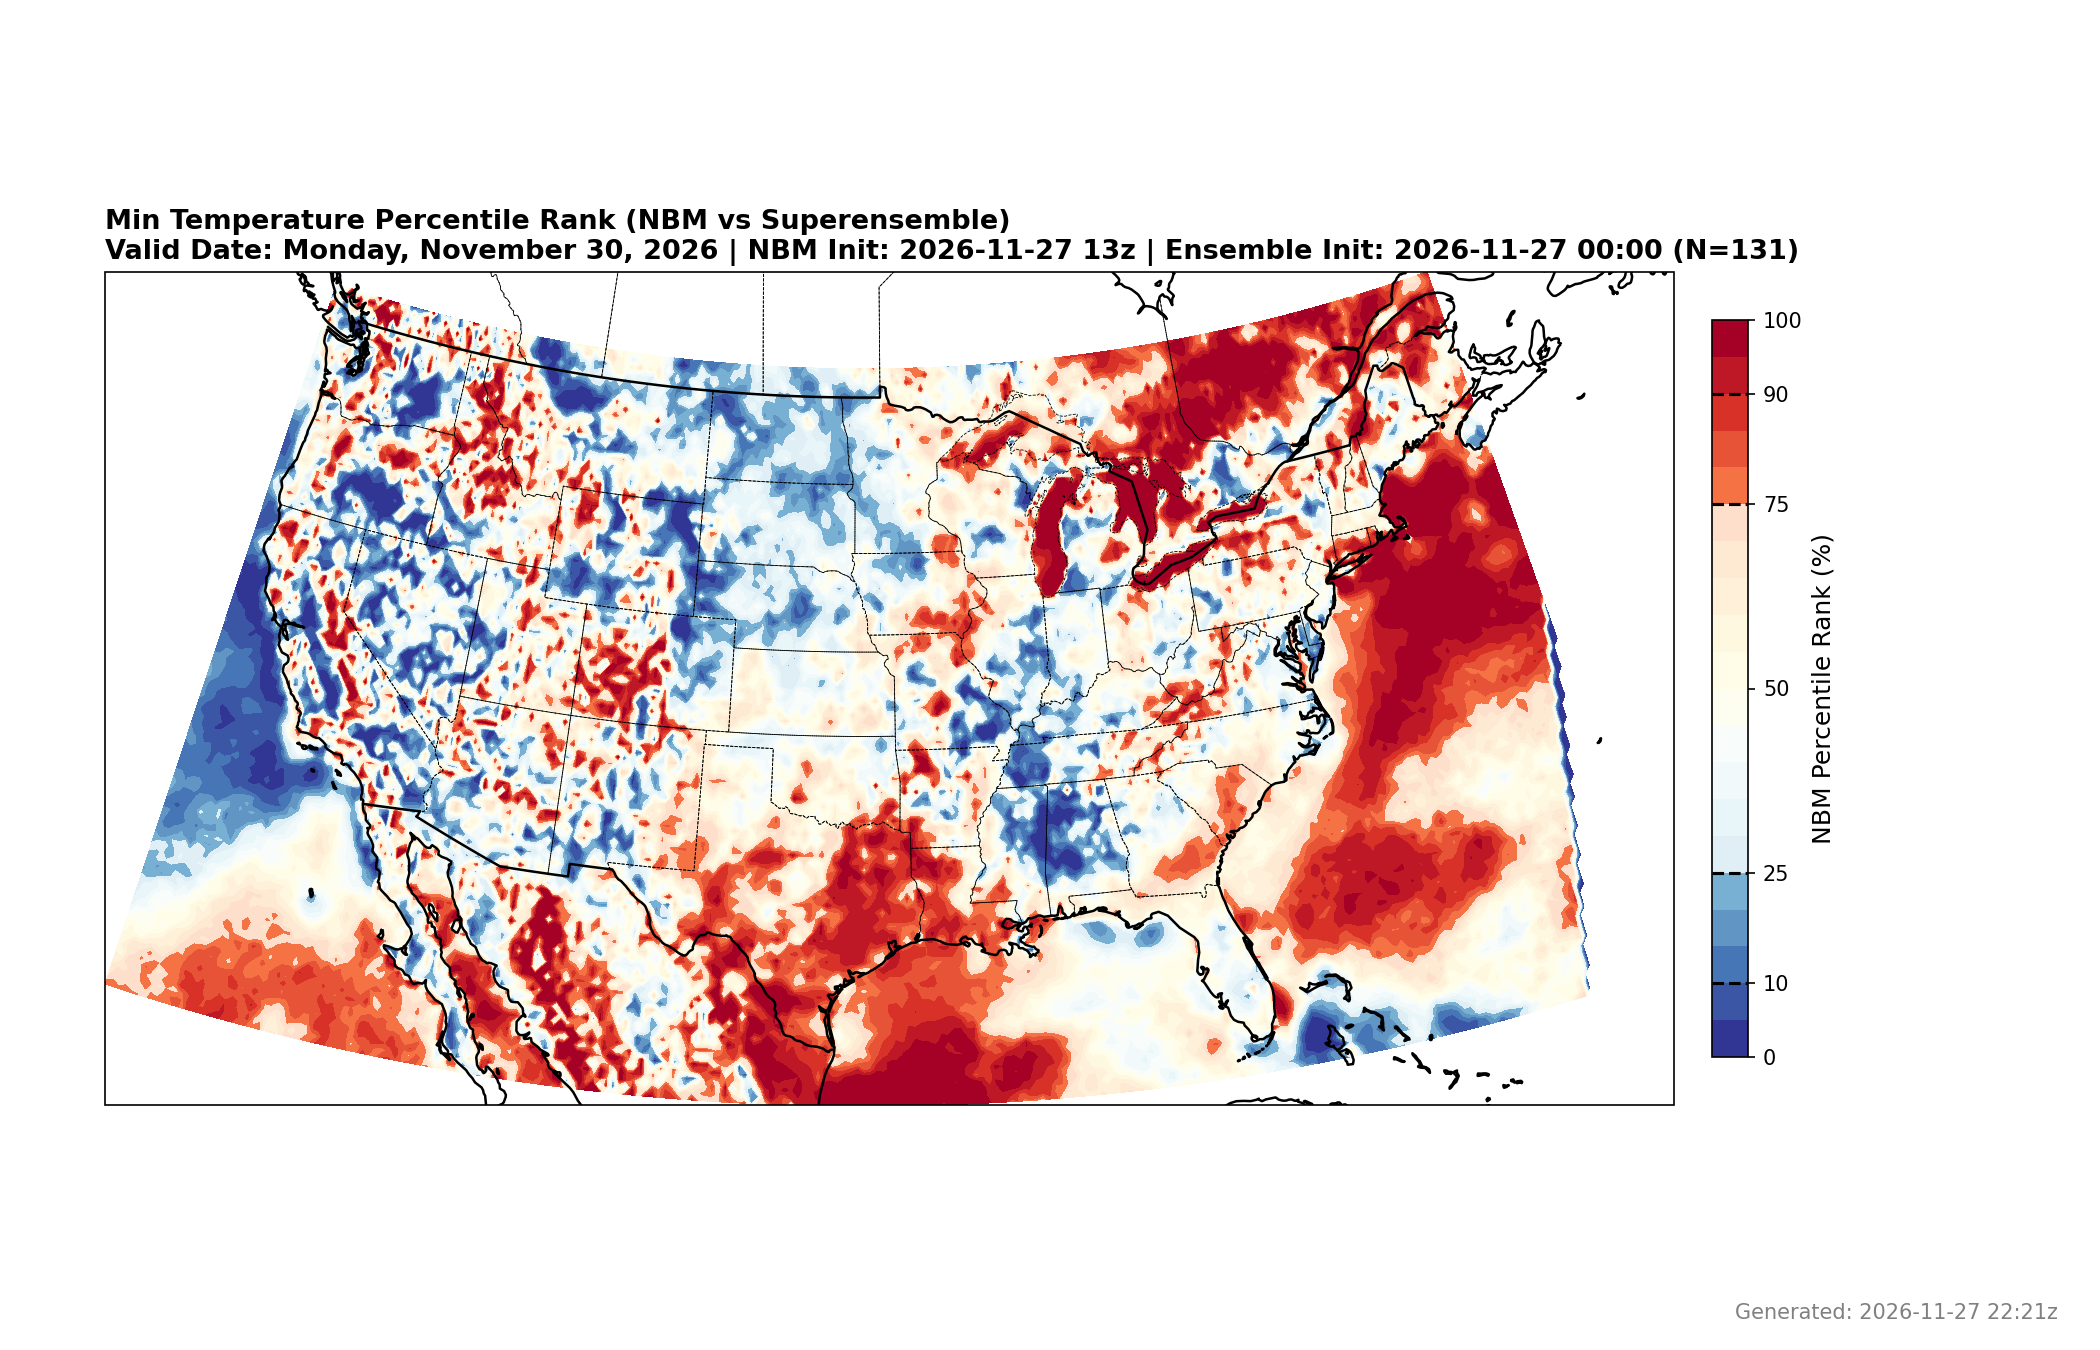 Min Temperature Percentile Rank (NBM vs Superensemble)
Valid Date: Monday, November 30, 2026 | NBM Init: 2026-11-27 13z | Ensemble Init: 2026-11-27 00:00 (N=131)
100
90
75
50
25
10
0
NBM Percentile Rank (%)
Generated: 2026-11-27 22:21z